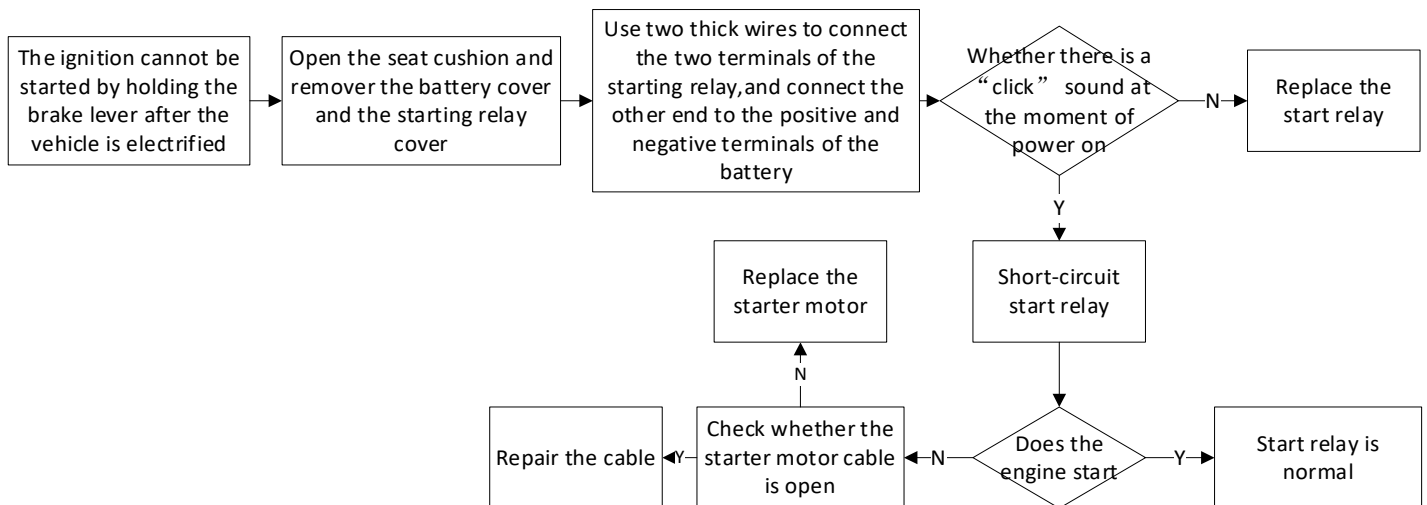 The ignition cannot be
started by holding the
brake lever after the
vehicle is electrified
Open the seat cushion and
remover the battery cover
and the starting relay
cover
Use two thick wires to connect
the two terminals of the
starting relay,and connect the
other end to the positive and
negative terminals of the
battery
Whether there is a
“click” sound at
the moment of
power on
N
Replace the
start relay
Y
Short-circuit
start relay
Does the
engine start
Y
Start relay is
normal
N
Check whether the
starter motor cable
is open
N
Replace the
starter motor
Y
Repair the cable